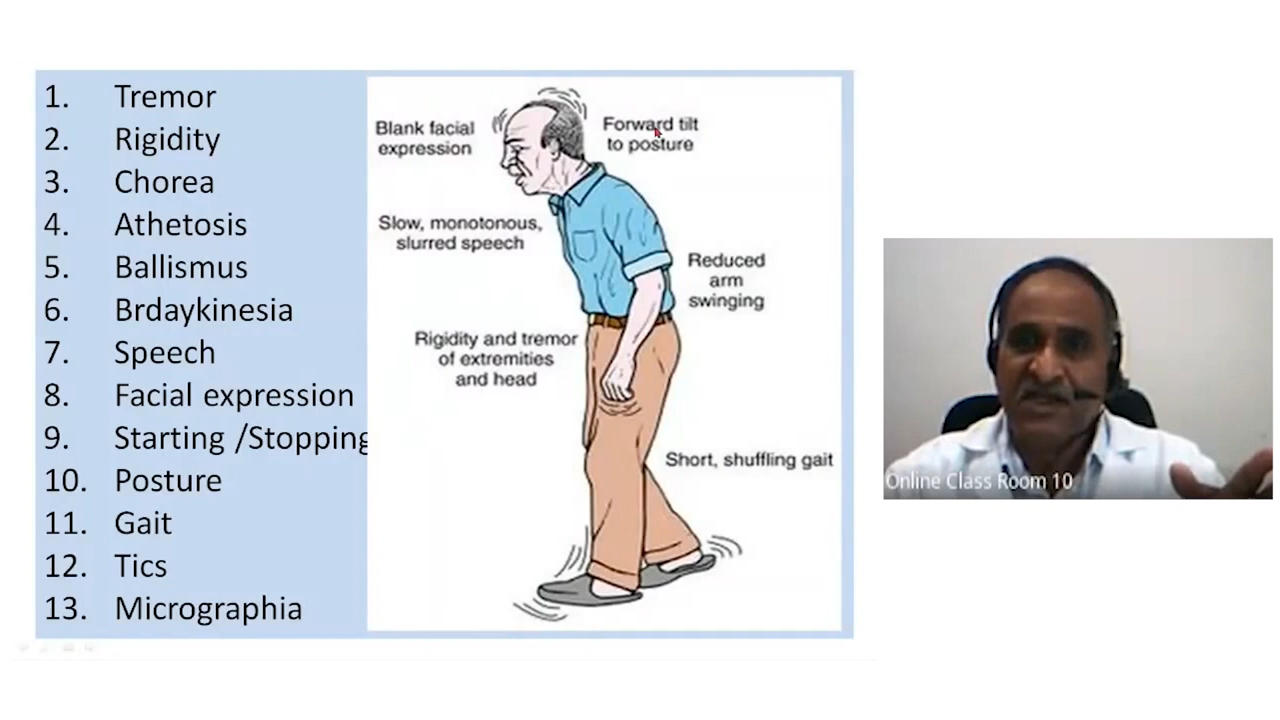 1. Tremor
2. Rigidity
3. Chorea
4. Athetosis
5. Ballismus
6. Brdaykinesia
7. Speech
8. Facial expression
9. Starting /Stopping
10. Posture
11. Gait
12. Tics
13. Micrographia
Blank facial
expression
Forward tilt
to posture
Slow, monotonous,
slurred speech
Reduced
arm
swinging
Rigidity and tremor
of extremities
and head
Short, shuffling gait
Online Class Room 10